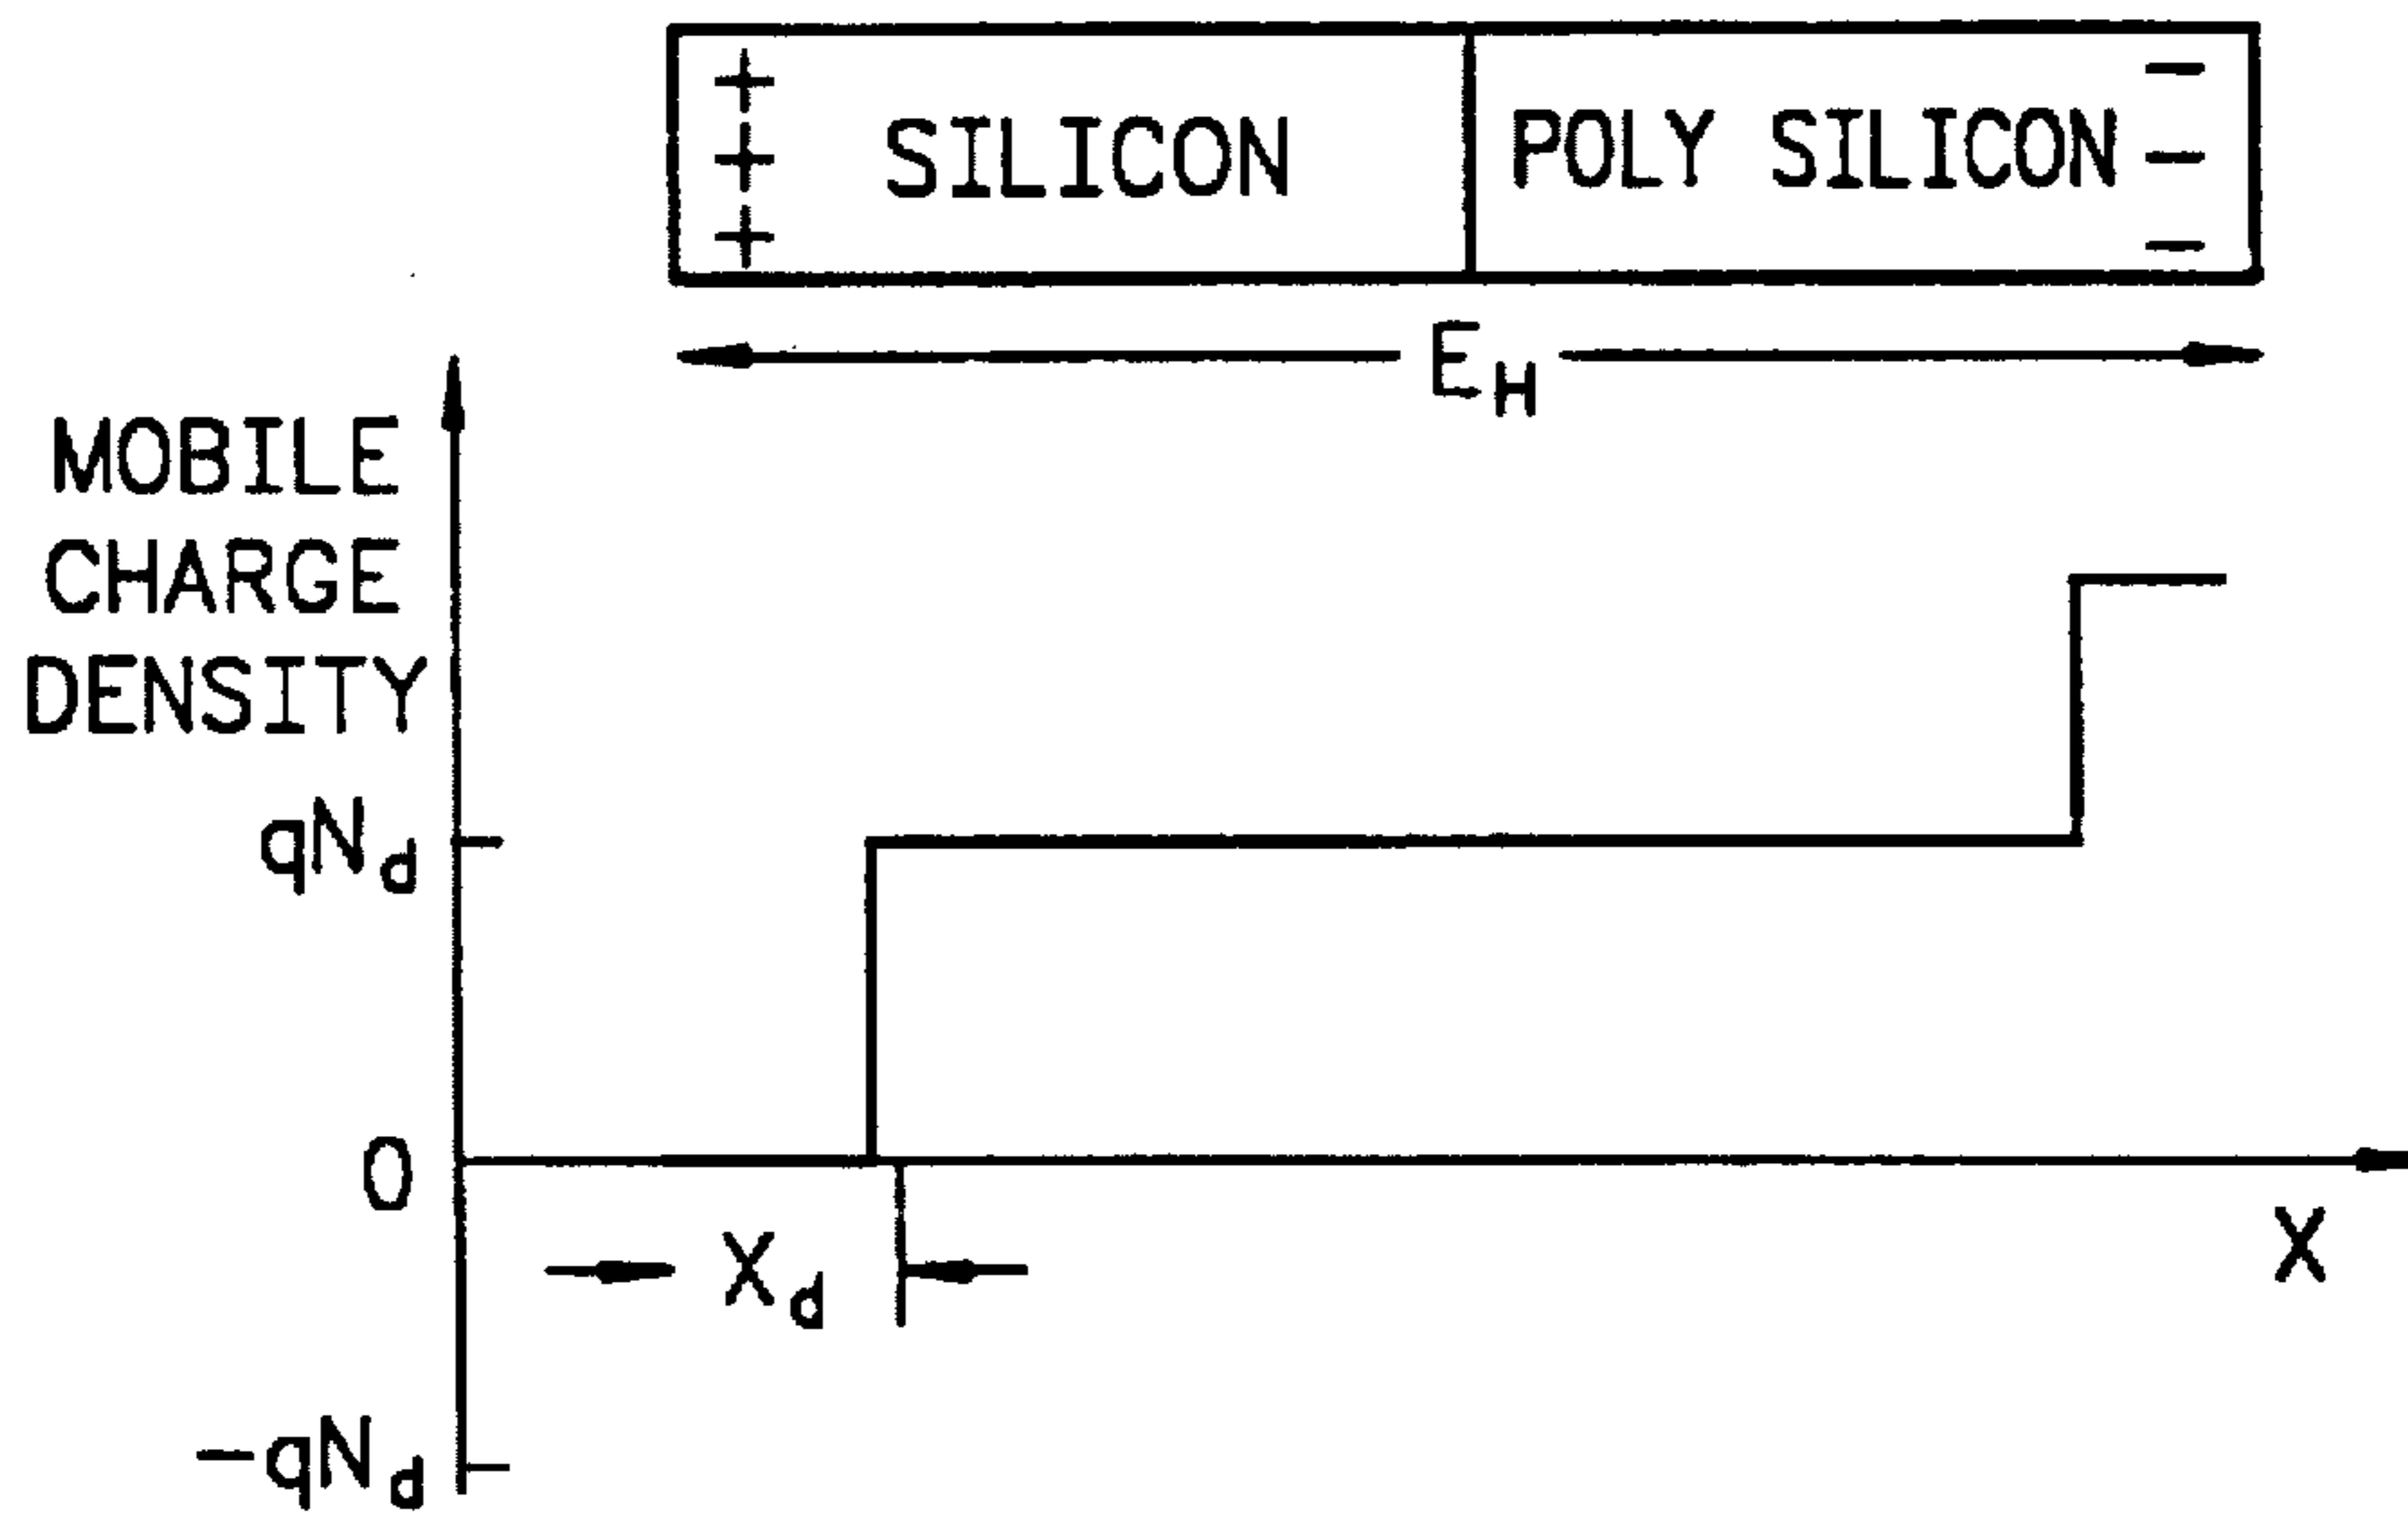 + SILICON POLY SILICON −
+ −
+ −
E_H
MOBILE
CHARGE
DENSITY
qN_d
0
X_d
X
−qN_d